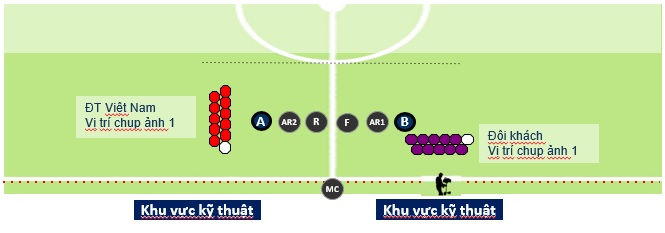 ĐT Việt Nam
Vị trí chụp ảnh 1
A AR2 R F AR1 B
Đội khách
Vị trí chụp ảnh 1
MC
Khu vực kỹ thuật
Khu vực kỹ thuật